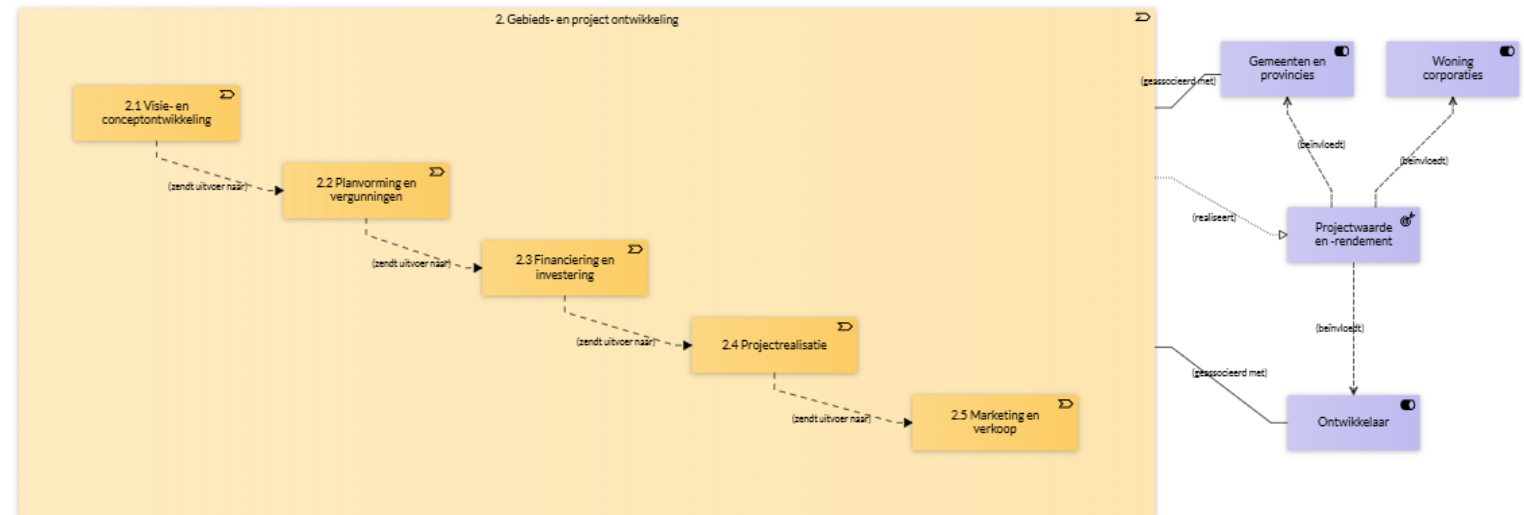 2. Gebieds- en project ontwikkeling
2.1 Visie- en
conceptontwikkeling
(zendt uitvoer naar)
2.2 Planvorming en
vergunningen
(zendt uitvoer naar)
2.3 Financiering en
investering
(zendt uitvoer naar)
2.4 Projectrealisatie
(zendt uitvoer naar)
2.5 Marketing en
verkoop
(geassocieerd met)
Gemeenten en
provincies
Woning
corporaties
(beïnvloedt)
(beïnvloedt)
(realiseert)
Projectwaarde
en -rendement
(beïnvloedt)
(geassocieerd met)
Ontwikkelaar